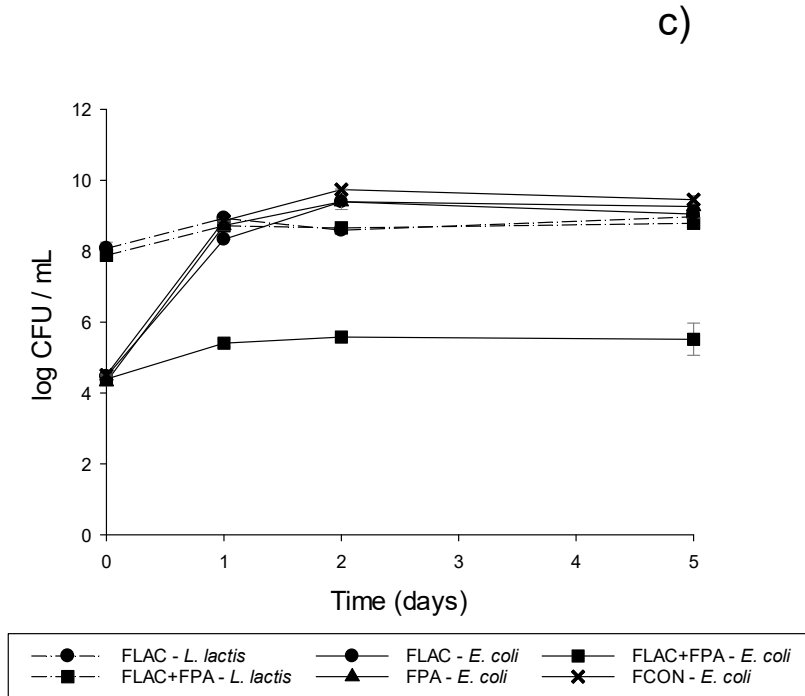 c)
12
10
8
6
4
2
0
log CFU / mL
0 1 2 3 4 5
Time (days)
FLAC - L. lactis FLAC - E. coli FLAC+FPA - E. coli
FLAC+FPA - L. lactis FPA - E. coli FCON - E. coli